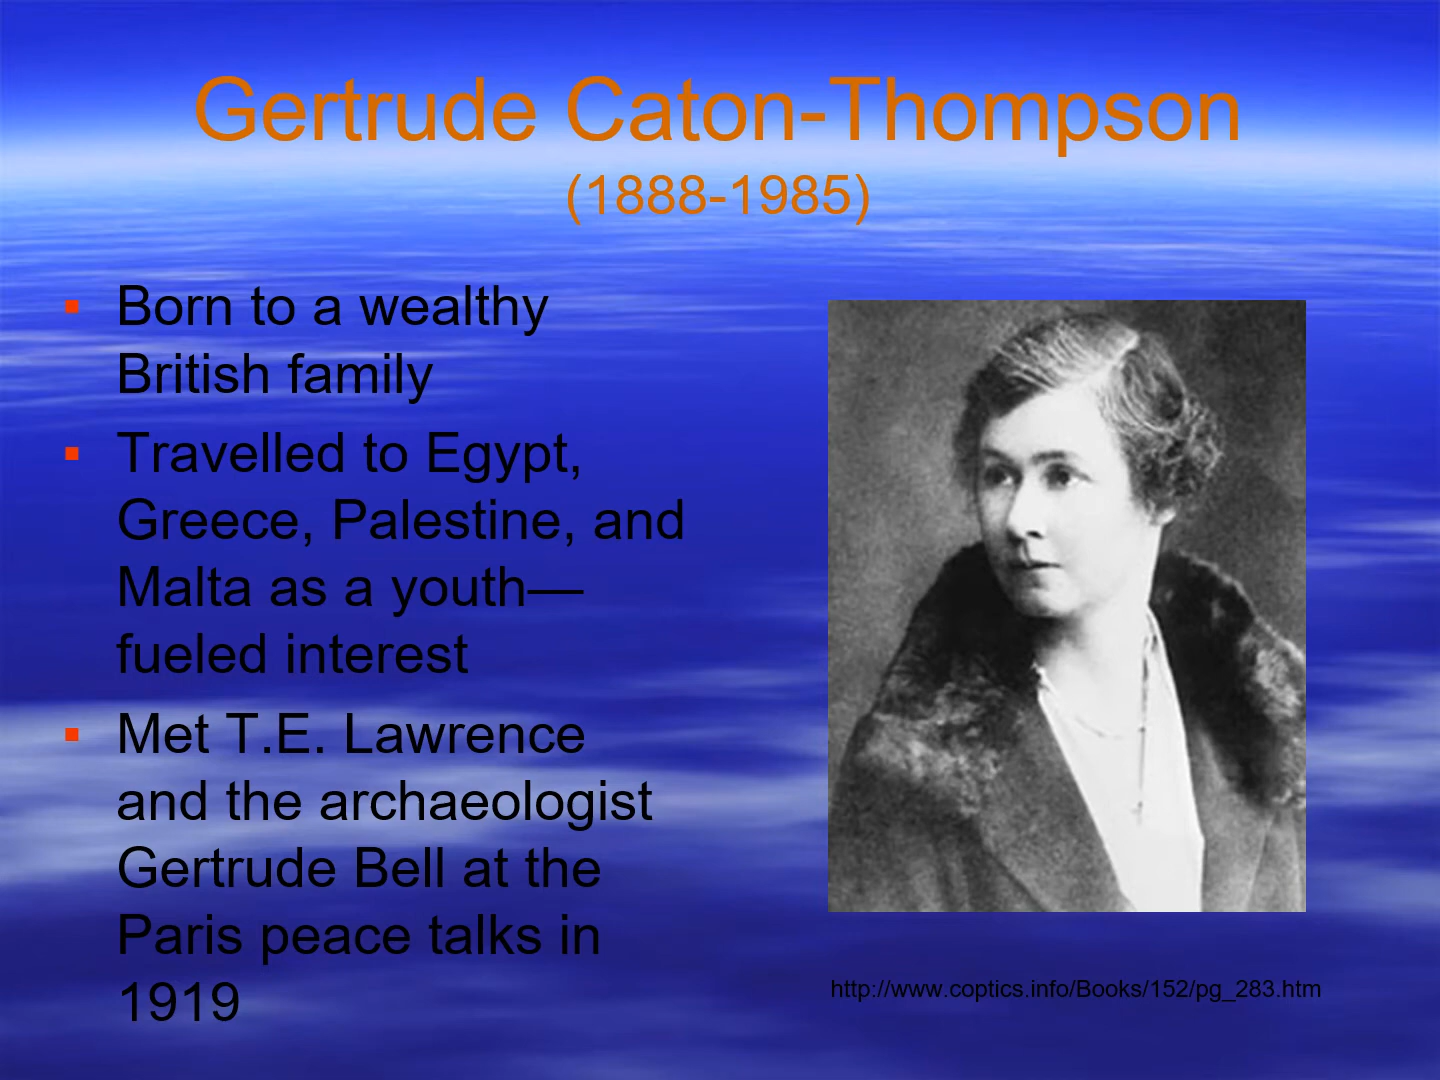 Gertrude Caton-Thompson
(1888-1985)
▪ Born to a wealthy
British family
▪ Travelled to Egypt,
Greece, Palestine, and
Malta as a youth—
fueled interest
▪ Met T.E. Lawrence
and the archaeologist
Gertrude Bell at the
Paris peace talks in
1919
http://www.coptics.info/Books/152/pg_283.htm